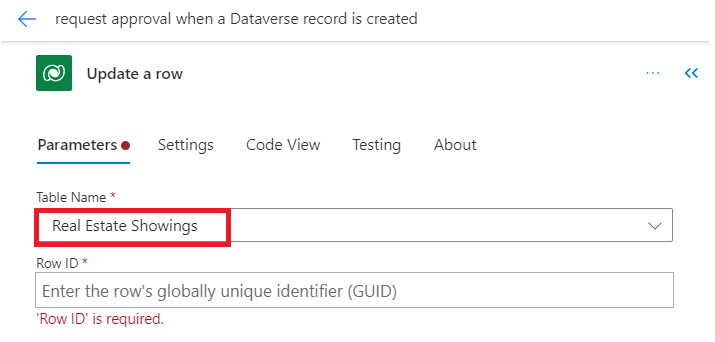 request approval when a Dataverse record is created
Update a row
Parameters Settings Code View Testing About
Table Name *
Real Estate Showings
Row ID *
Enter the row's globally unique identifier (GUID)
'Row ID' is required.